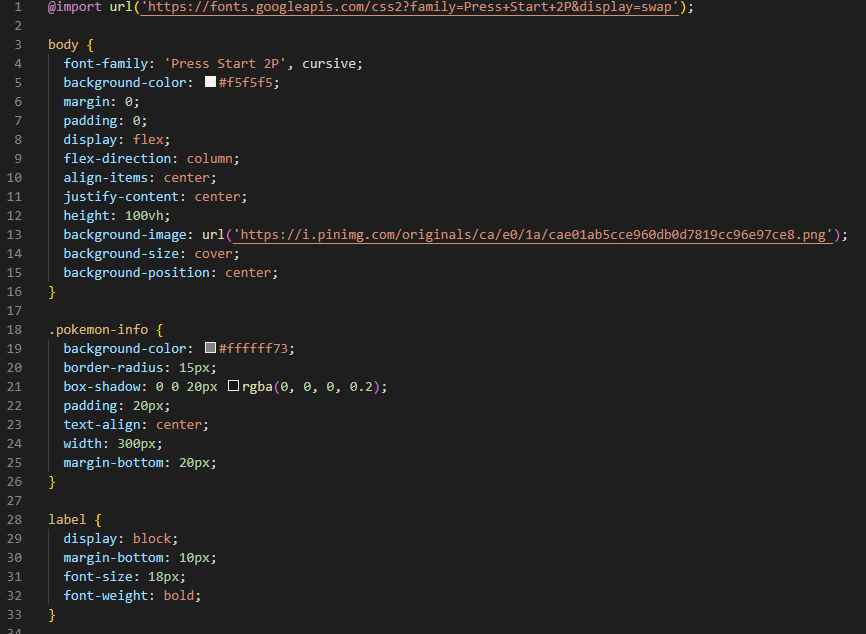 1 @import url('https://fonts.googleapis.com/css2?family=Press+Start+2P&display=swap');
2
3 body {
4 font-family: 'Press Start 2P', cursive;
5 background-color: #f5f5f5;
6 margin: 0;
7 padding: 0;
8 display: flex;
9 flex-direction: column;
10 align-items: center;
11 justify-content: center;
12 height: 100vh;
13 background-image: url('https://i.pinimg.com/originals/ca/e0/1a/cae01ab5cce960db0d7819cc96e97ce8.png');
14 background-size: cover;
15 background-position: center;
16 }
17
18 .pokemon-info {
19 background-color: #ffffff73;
20 border-radius: 15px;
21 box-shadow: 0 0 20px rgba(0, 0, 0, 0.2);
22 padding: 20px;
23 text-align: center;
24 width: 300px;
25 margin-bottom: 20px;
26 }
27
28 label {
29 display: block;
30 margin-bottom: 10px;
31 font-size: 18px;
32 font-weight: bold;
33 }
34